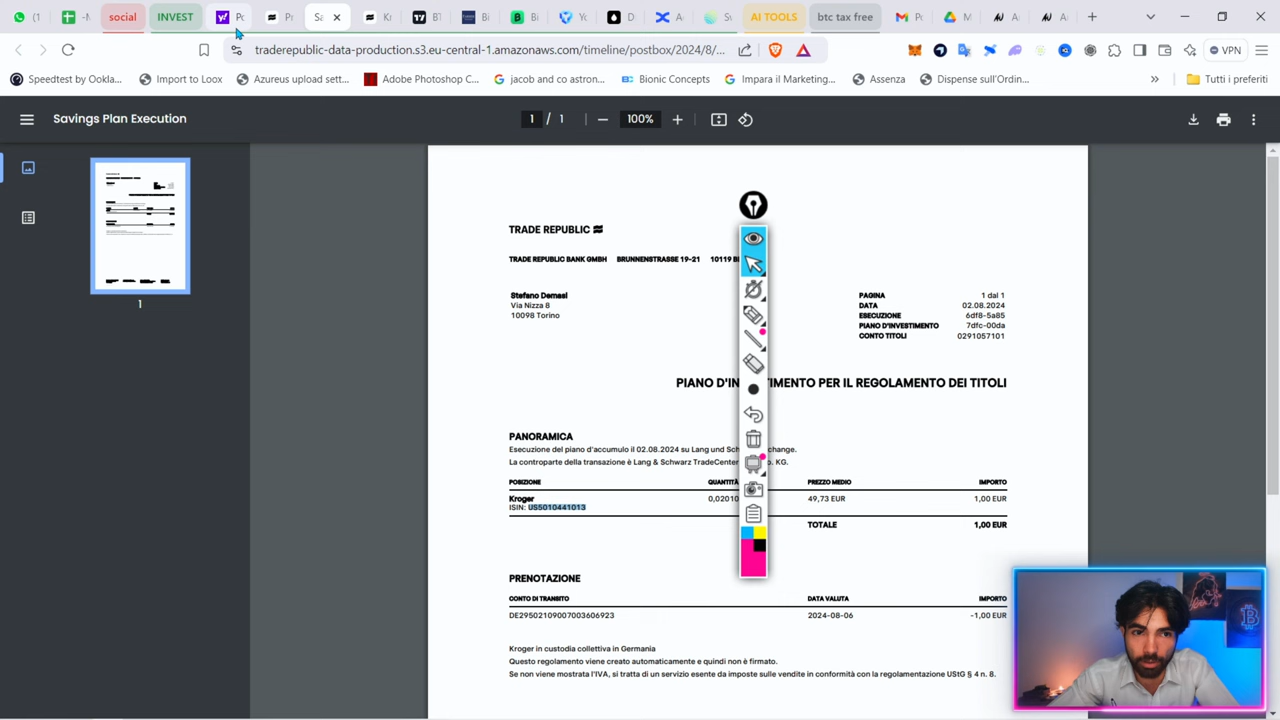 social
INVEST
AI TOOLS
btc tax free
traderepublic-data-production.s3.eu-central-1.amazonaws.com/timeline/postbox/2024/8/...
VPN
Speedtest by Ookla...
Import to Loox
Azureus upload sett...
Adobe Photoshop C...
jacob and co astron...
Bionic Concepts
Impara il Marketing...
Assenza
Dispense sull'Ordin...
Tutti i preferiti
Savings Plan Execution
1 / 1
100%
1
TRADE REPUBLIC
TRADE REPUBLIC BANK GMBH BRUNNENSTRASSE 19-21 10119
Stefano Demasi
Via Nizza 8
10098 Torino
PAGINA 1 dal 1
DATA 02.08.2024
ESECUZIONE 6df8-5a85
PIANO D'INVESTIMENTO 7dfc-00da
CONTO TITOLI 0291057101
PIANO D'IN TIMENTO PER IL REGOLAMENTO DEI TITOLI
PANORAMICA
Esecuzione del piano d'accumulo il 02.08.2024 su Lang und Sc change.
La controparte della transazione è Lang & Schwarz TradeCenter o. KG.
POSIZIONE QUANTITÀ PREZZO MEDIO IMPORTO
Kroger 0,02010 49,73 EUR 1,00 EUR
ISIN: US5010441013
TOTALE 1,00 EUR
PRENOTAZIONE
CONTO DI TRANSITO DATA VALUTA IMPORTO
DE29502109007003606923 2024-08-06 -1,00 EUR
Kroger in custodia collettiva in Germania
Questo regolamento viene creato automaticamente e quindi non è firmato.
Se non viene mostrata l'IVA, si tratta di un servizio esente da imposte sulle vendite in conformità con la regolamentazione UStG § 4 n. 8.